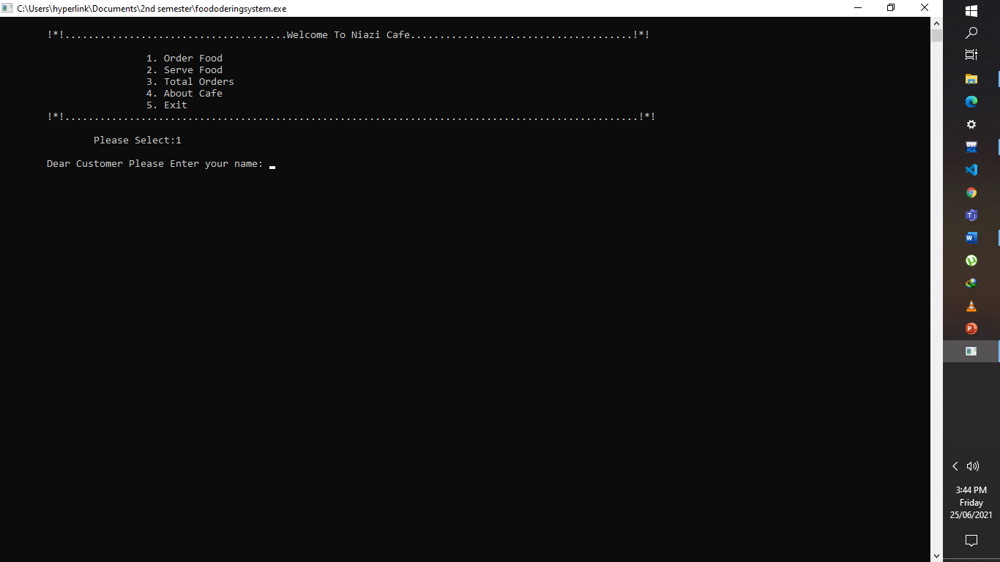 C:\Users\hyperlink\Documents\2nd semester\foododeringsystem.exe
!*!......................................Welcome To Niazi Cafe......................................!*!
1. Order Food
2. Serve Food
3. Total Orders
4. About Cafe
5. Exit
!*!..................................................................................................!*!
Please Select:1
Dear Customer Please Enter your name:
DEV
T
W
P
3:44 PM
Friday
25/06/2021